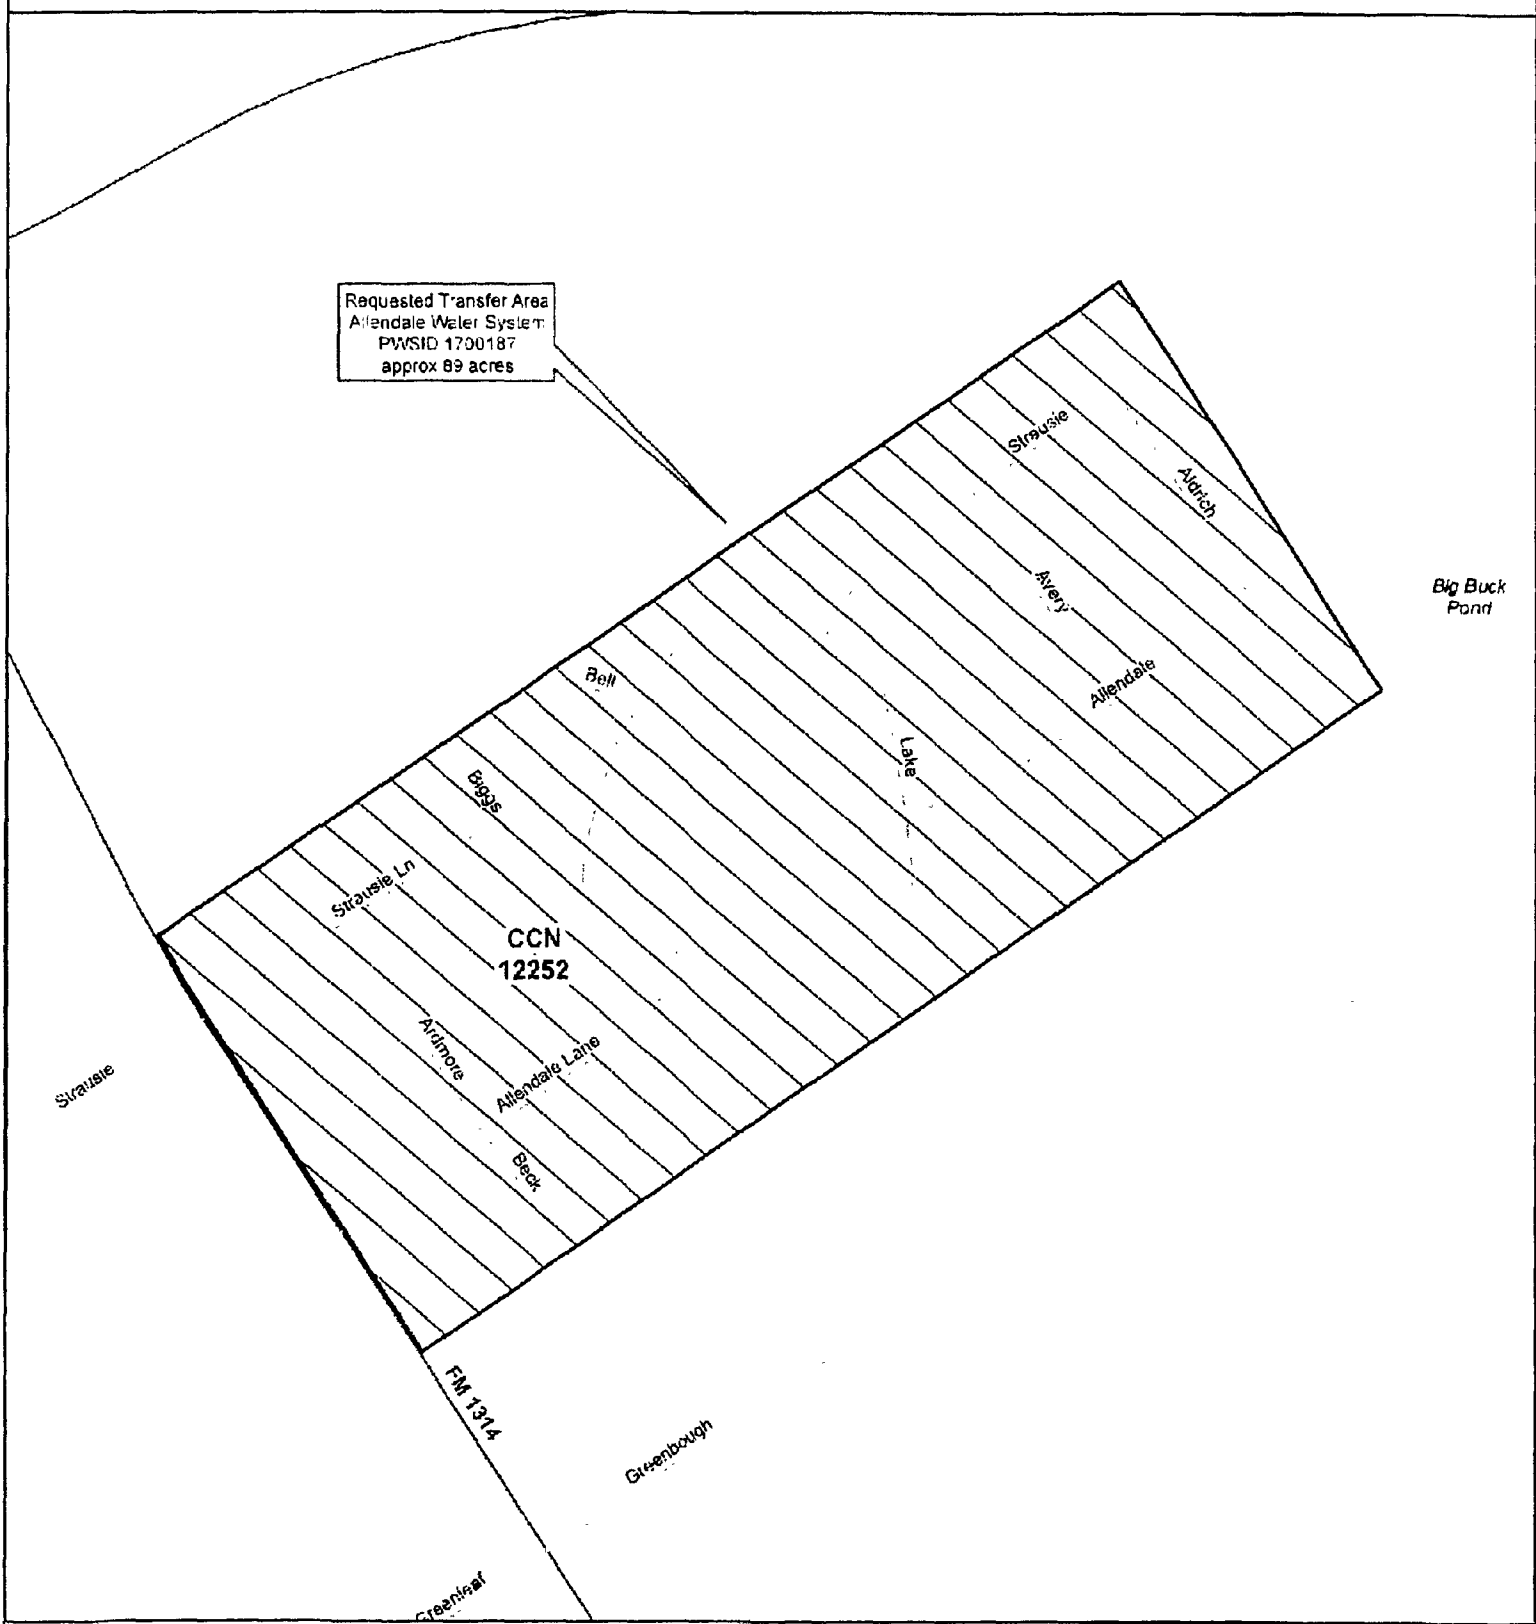 Requested Transfer Area
Allendale Water System
PWSID 1700187
approx 89 acres
Strausie
Aldrich
Avery
Big Buck
Pond
Allendale
Bell
Lake
Biggs
Strausie Ln
CCN
12252
Ardmore
Allendale Lane
Strausie
Beck
FM 1314
Greenbough
Greenleaf